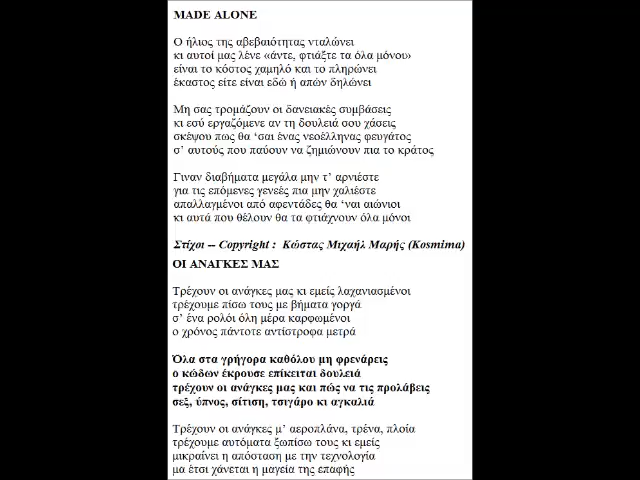 MADE ALONE
Ο ήλιος της αβεβαιότητας νταλώνει
κι αυτοί μας λένε «άντε, φτιάξτε τα όλα μόνου»
είναι το κόστος χαμηλό και το πληρώνει
έκαστος είτε είναι εδώ ή απών δηλώνει
Μη σας τρομάζουν οι δανειακές συμβάσεις
κι εσύ εργαζόμενε αν τη δουλειά σου χάσεις
σκέψου πως θα ‘σαι ένας νεοέλληνας φευγάτος
σ’ αυτούς που παύουν να ζημιώνουν πια το κράτος
Γιναν διαβήματα μεγάλα μην τ’ αρνιέστε
για τις επόμενες γενεές πια μην χαλιέστε
απαλλαγμένοι από αφεντάδες θα ‘ναι αιώνιοι
κι αυτά που θέλουν θα τα φτιάχνουν όλα μόνοι
Στίχοι -- Copyright : Κώστας Μιχαήλ Μαρής (Kosmima)
ΟΙ ΑΝΑΓΚΕΣ ΜΑΣ
Τρέχουν οι ανάγκες μας κι εμείς λαχανιασμένοι
τρέχουμε πίσω τους με βήματα γοργά
σ’ ένα ρολόι όλη μέρα καρφωμένοι
ο χρόνος πάντοτε αντίστροφα μετρά
Όλα στα γρήγορα καθόλου μη φρενάρεις
ο κώδων έκρουσε επίκειται δουλειά
τρέχουν οι ανάγκες μας και πώς να τις προλάβεις
σεξ, ύπνος, σίτιση, τσιγάρο κι αγκαλιά
Τρέχουν οι ανάγκες μ’ αεροπλάνα, τρένα, πλοία
τρέχουμε αυτόματα ξωπίσω τους κι εμείς
μικραίνει η απόσταση με την τεχνολογία
μα έτσι χάνεται η μαγεία της επαφής